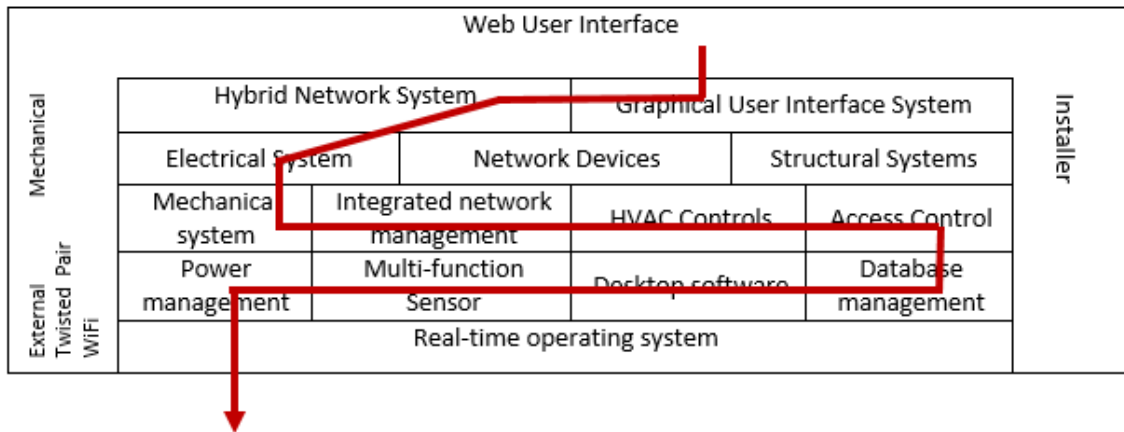 Web User Interface
Hybrid Network System
Graphical User Interface System
Electrical System
Network Devices
Structural Systems
Mechanica
system
Integrated network
management
HVAC Controls
Access Control
Power
management
Multi-function
Sensor
Desktop software
Database
management
Real-time operating system
Mechanical
External
Twisted Pair
WiFi
Installer